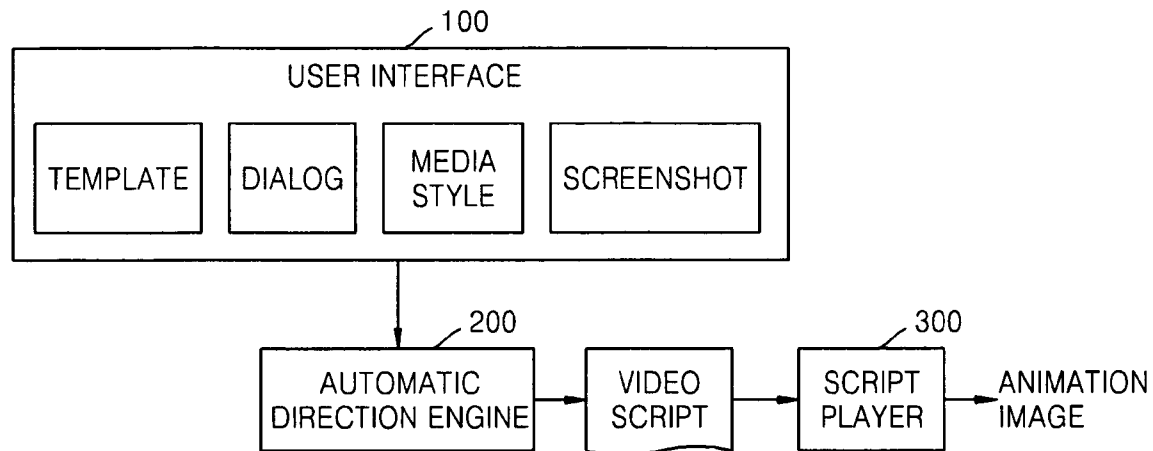 100
USER INTERFACE
TEMPLATE
DIALOG
MEDIA
STYLE
SCREENSHOT
200
300
AUTOMATIC
DIRECTION ENGINE
VIDEO
SCRIPT
SCRIPT
PLAYER
ANIMATION
IMAGE